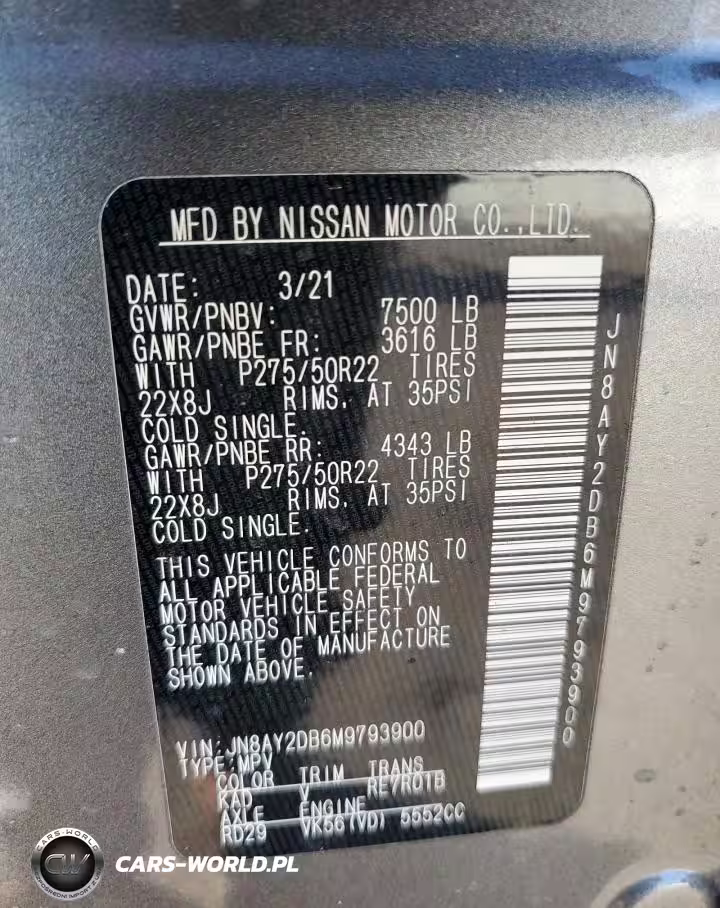 MFD BY NISSAN MOTOR CO.,LTD.
DATE: 3/21
GVWR/PNBV: 7500 LB
GAWR/PNBE FR: 3616 LB
WITH P275/50R22 TIRES
22X8J RIMS, AT 35PSI
COLD SINGLE.
GAWR/PNBE RR: 4343 LB
WITH P275/50R22 TIRES
22X8J RIMS, AT 35PSI
COLD SINGLE.
THIS VEHICLE CONFORMS TO
ALL APPLICABLE FEDERAL
MOTOR VEHICLE SAFETY
STANDARDS IN EFFECT ON
THE DATE OF MANUFACTURE
SHOWN ABOVE.
VIN:JN8AY2DB6M9793900
TYPE:MPV
COLOR TRIM TRANS
KAD V RE7R01B
AXLE ENGINE
RD29 VK56(VD) 5552CC
JN8AY2DB6M9793900
CARS-WORLD
CW
CARS-WORLD.PL